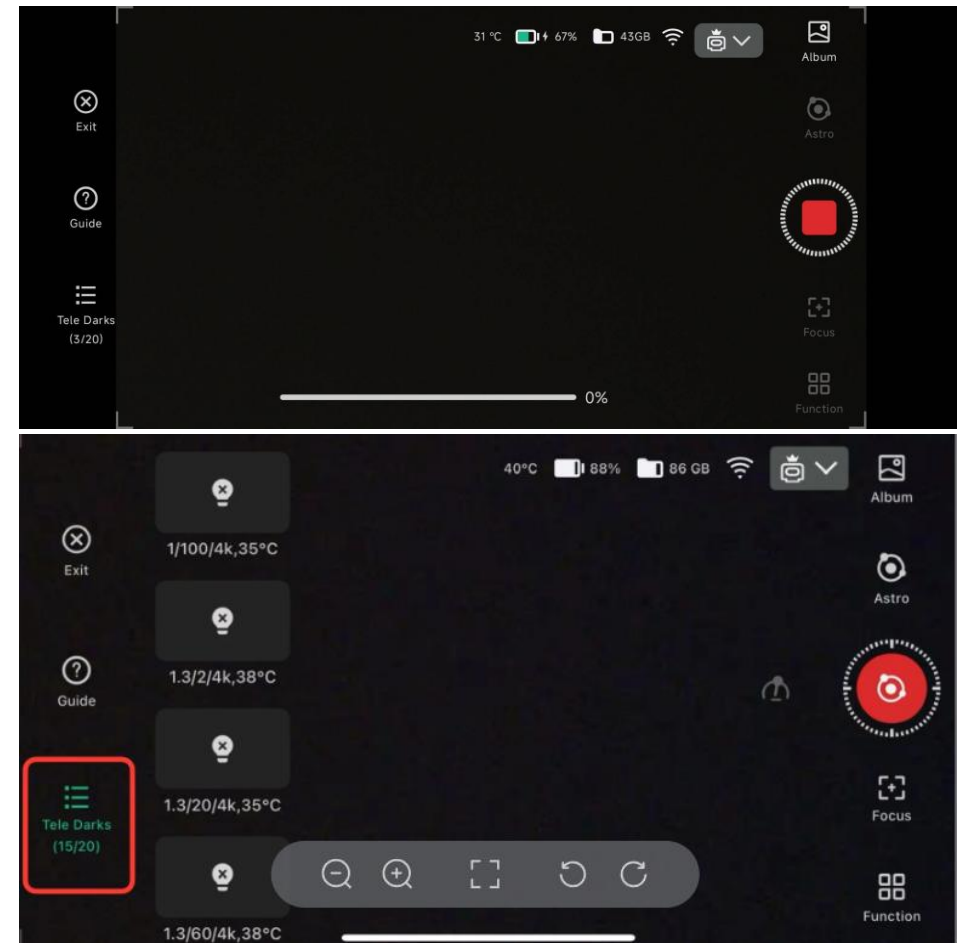 31 °C 67% 43GB
Album
Exit
Astro
Guide
Tele Darks
(3/20)
Focus
0%
Function
40°C 88% 86 GB
Album
1/100/4k,35°C
Exit
Astro
1.3/2/4k,38°C
Guide
1.3/20/4k,35°C
Tele Darks
(15/20)
Focus
1.3/60/4k,38°C
Function